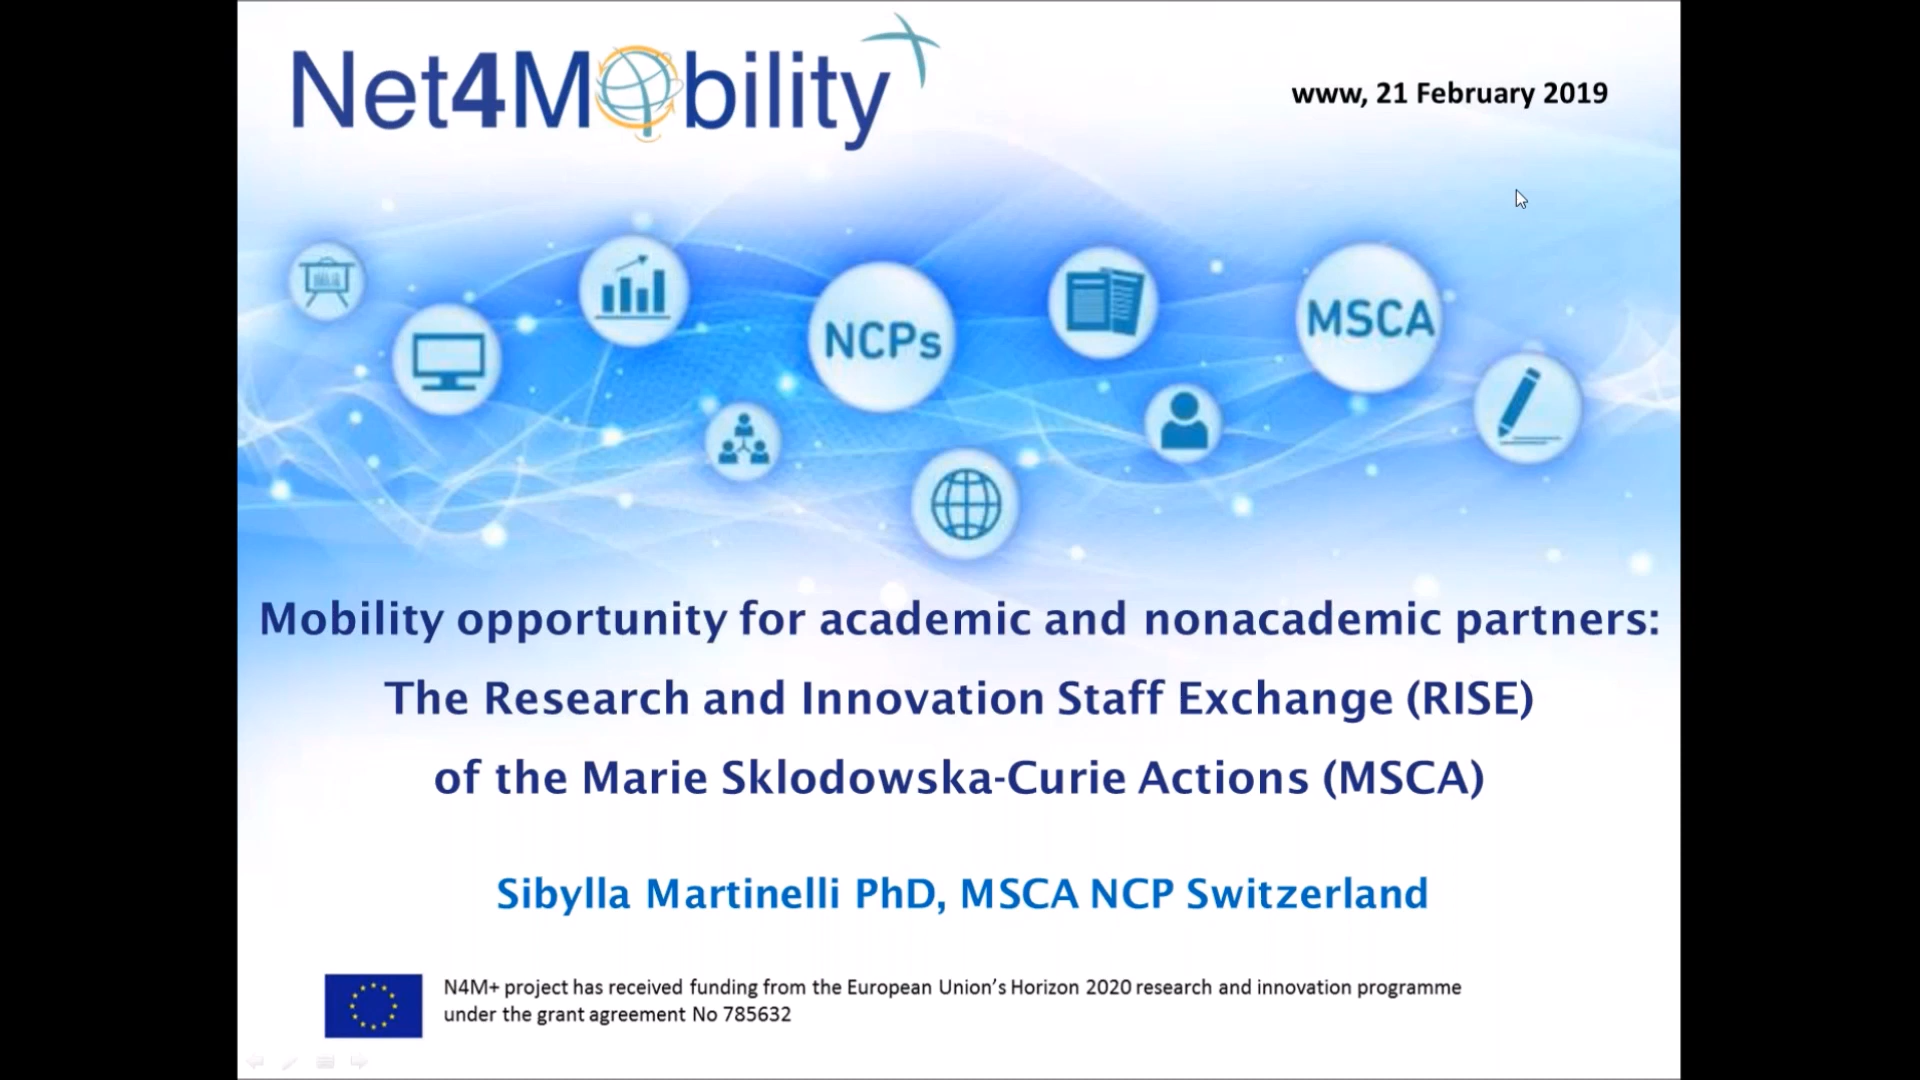 Net4Mobility+
www, 21 February 2019
NCPs
MSCA
Mobility opportunity for academic and nonacademic partners:
The Research and Innovation Staff Exchange (RISE)
of the Marie Sklodowska-Curie Actions (MSCA)
Sibylla Martinelli PhD, MSCA NCP Switzerland
N4M+ project has received funding from the European Union’s Horizon 2020 research and innovation programme
under the grant agreement No 785632